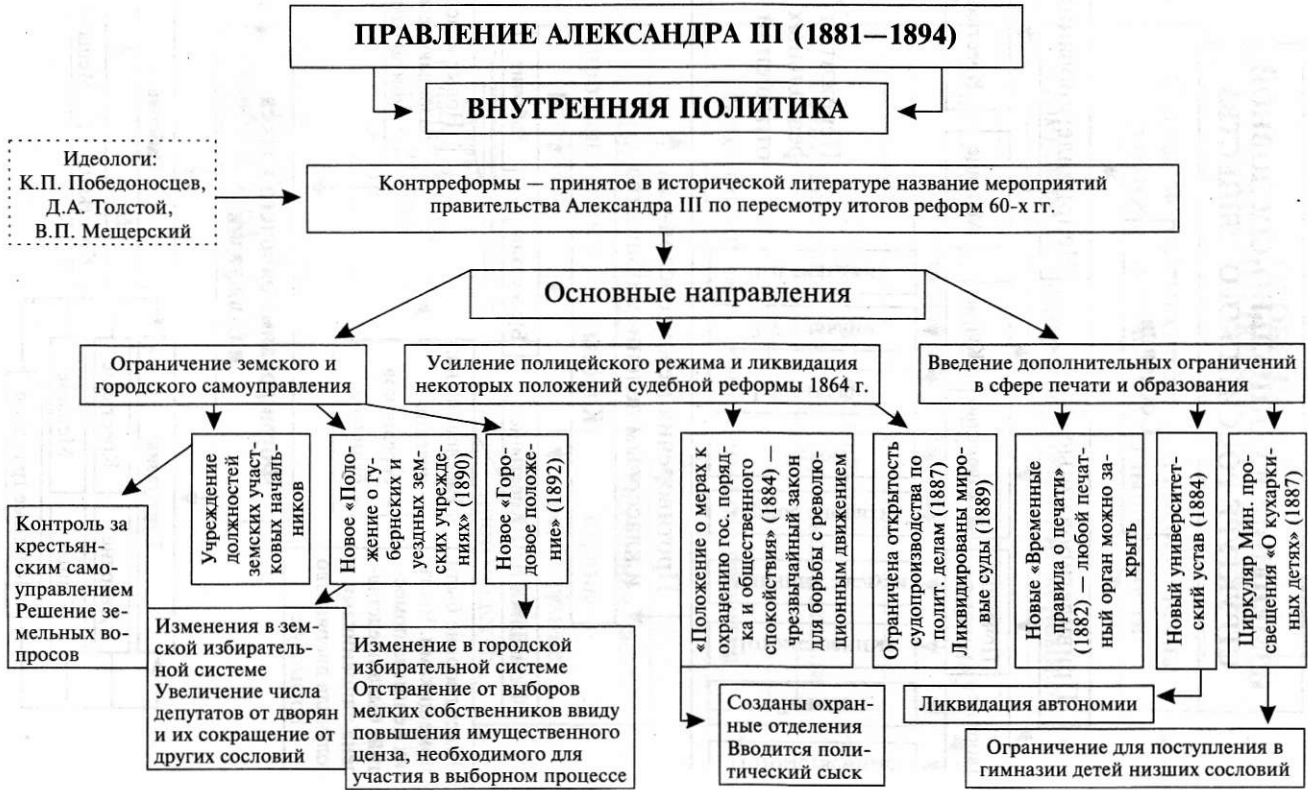 ПРАВЛЕНИЕ АЛЕКСАНДРА III (1881—1894)
ВНУТРЕННЯЯ ПОЛИТИКА
Идеологи:
К.П. Победоносцев,
Д.А. Толстой,
В.П. Мещерский
Контрреформы — принятое в исторической литературе название мероприятий
правительства Александра III по пересмотру итогов реформ 60-х гг.
Основные направления
Ограничение земского и
городского самоуправления
Усиление полицейского режима и ликвидация
некоторых положений судебной реформы 1864 г.
Введение дополнительных ограничений
в сфере печати и образования
Контроль за
крестьян-
ским само-
управлением
Решение зе-
мельных во-
просов
Учреждение
должностей
земских участ-
ковых началь-
ников
Новое «Поло-
жение о гу-
бернских и
уездных зем-
ских учрежде-
ниях» (1890)
Новое «Горо-
довое положе-
ние» (1892)
«Положение о мерах к
охранению гос. поряд-
ка и общественного
спокойствия» (1884) —
чрезвычайный закон
для борьбы с револю-
ционным движением
Ограничена открытость
судопроизводства по
полит. делам (1887)
Ликвидированы миро-
вые суды (1889)
Новые «Временные
правила о печати»
(1882) — любой печат-
ный орган можно за-
крыть
Новый университет-
ский устав (1884)
Циркуляр Мин. про-
свещения «О кухарки-
ных детях» (1887)
Изменения в зем-
ской избиратель-
ной системе
Увеличение числа
депутатов от дворян
и их сокращение от
других сословий
Изменение в городской
избирательной системе
Отстранение от выборов
мелких собственников ввиду
повышения имущественного
ценза, необходимого для
участия в выборном процессе
Созданы охран-
ные отделения
Вводится поли-
тический сыск
Ликвидация автономии
Ограничение для поступления в
гимназии детей низших сословий